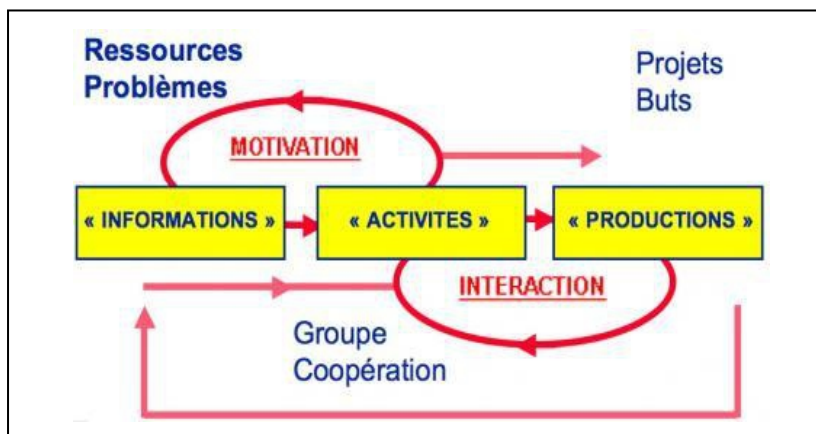 Ressources
Problèmes
Projets
Buts
MOTIVATION
« INFORMATIONS »
« ACTIVITES »
« PRODUCTIONS »
INTERACTION
Groupe
Coopération